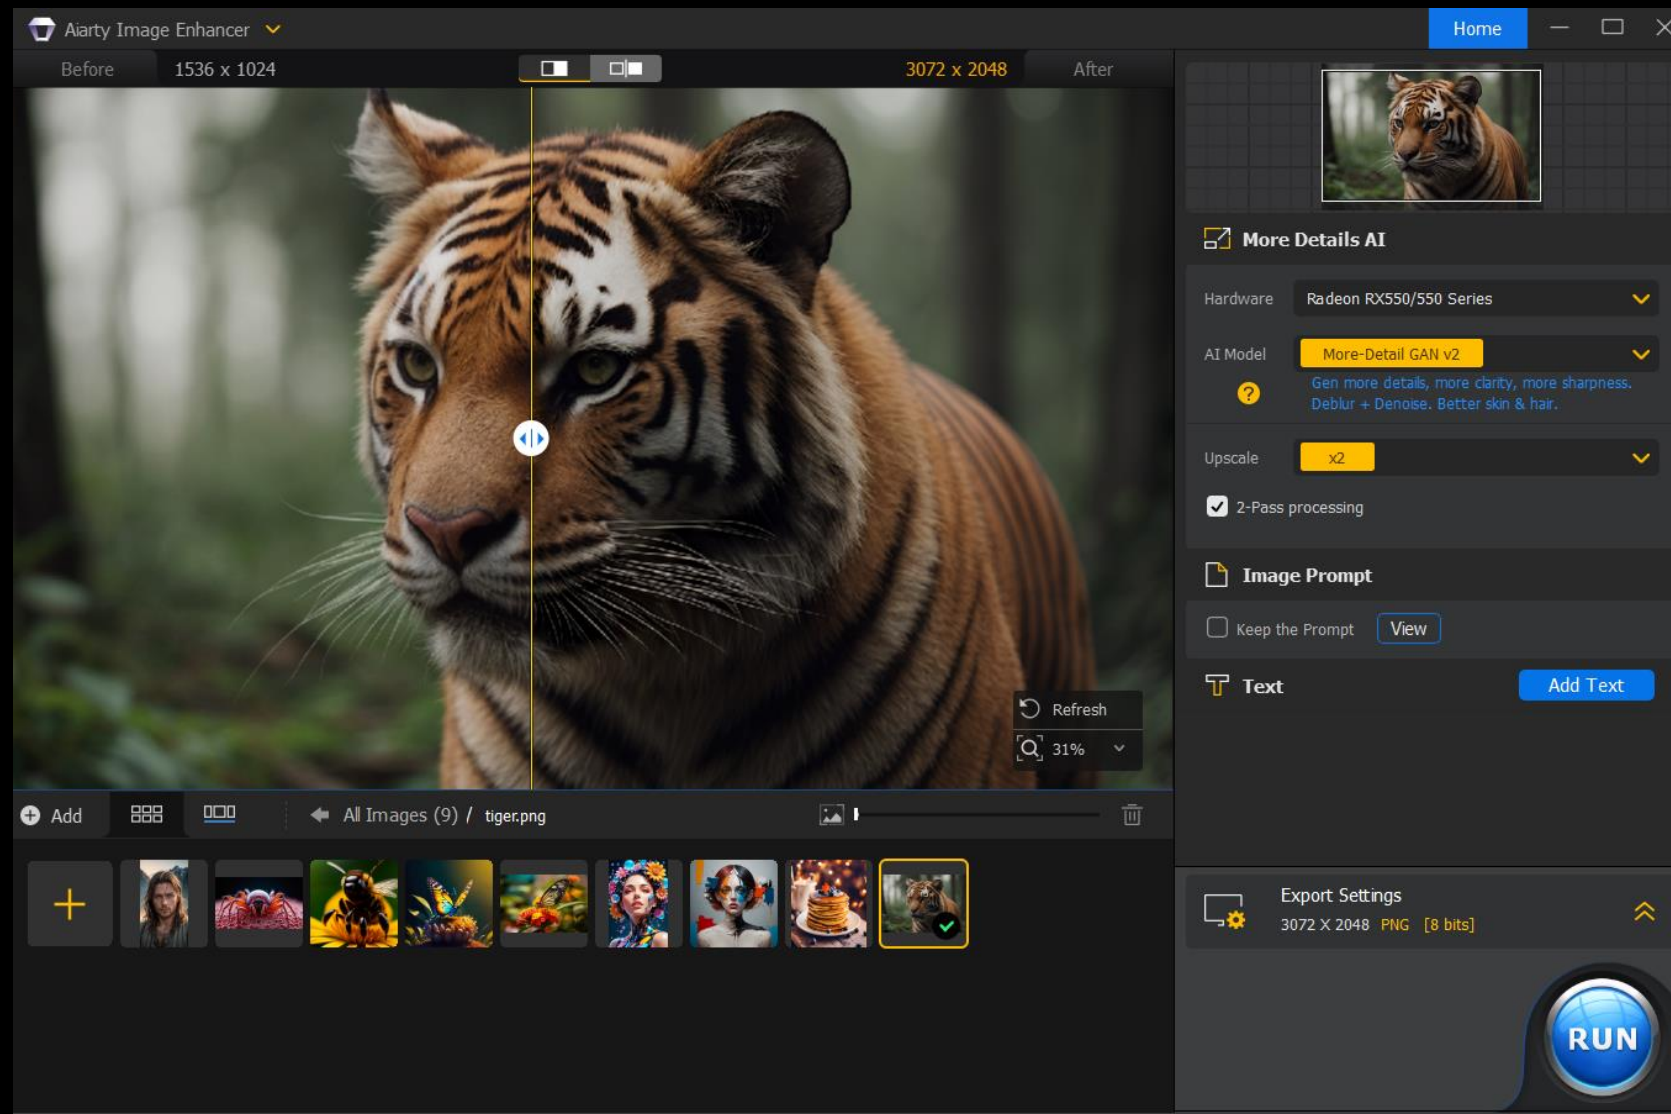 Aiarty Image Enhancer
Home
Before
1536 x 1024
3072 x 2048
After
More Details AI
Hardware
Radeon RX550/550 Series
AI Model
More-Detail GAN v2
?
Gen more details, more clarity, more sharpness.
Deblur + Denoise. Better skin & hair.
Upscale
x2
2-Pass processing
Image Prompt
Keep the Prompt
View
Text
Add Text
Refresh
31%
Add
All Images (9) / tiger.png
Export Settings
3072 X 2048 PNG [8 bits]
RUN